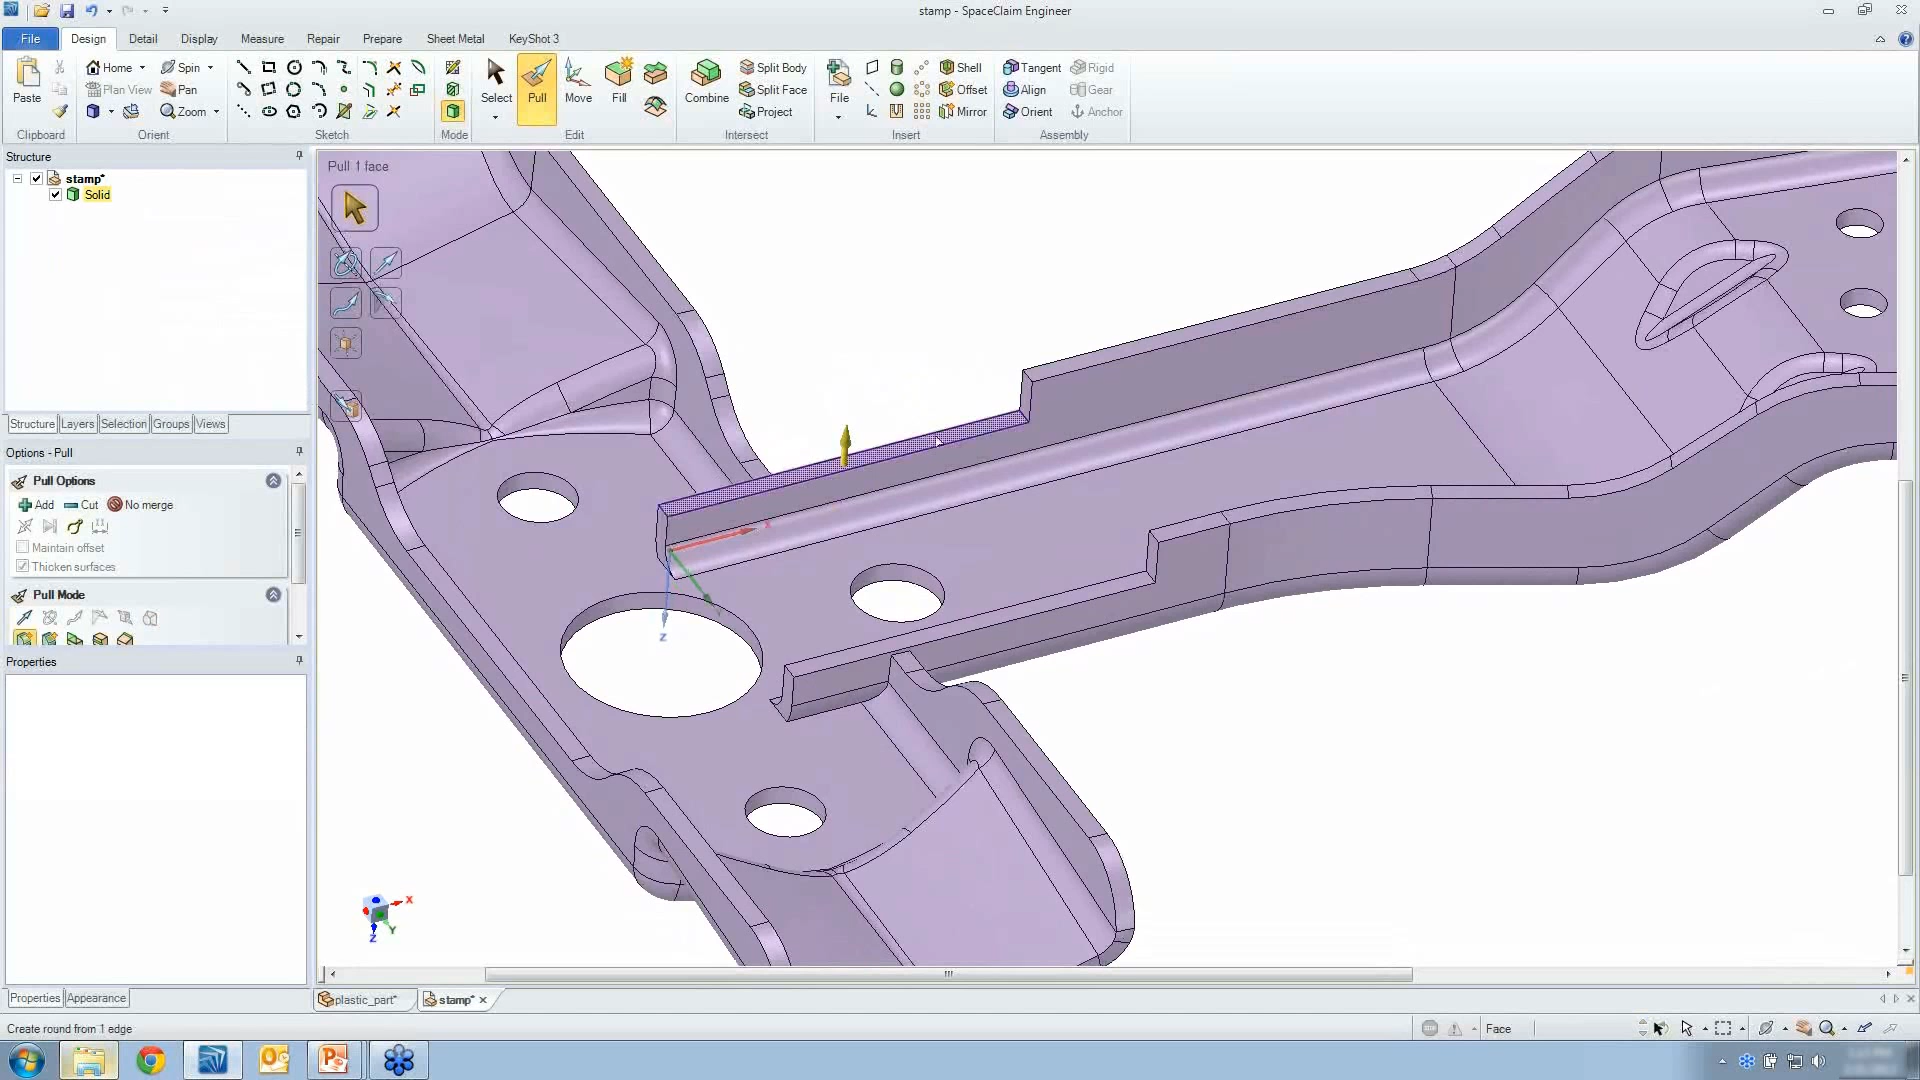 stamp - SpaceClaim Engineer
File Design Detail Display Measure Repair Prepare Sheet Metal KeyShot 3
Paste
Home Spin
Plan View Pan
Zoom
Select Pull Move Fill
Combine
Split Body
Split Face
Project
File
Shell
Offset
Mirror
Tangent Rigid
Align Gear
Orient Anchor
Clipboard Orient Sketch Mode Edit Intersect Insert Assembly
Structure
stamp*
Solid
Structure Layers Selection Groups Views
Options - Pull
Pull Options
Add Cut No merge
Maintain offset
Thicken surfaces
Pull Mode
Properties
Properties Appearance
Pull 1 face
X
Y
Z
X
Y
Z
plastic_part* stamp*
Create round from 1 edge
Face